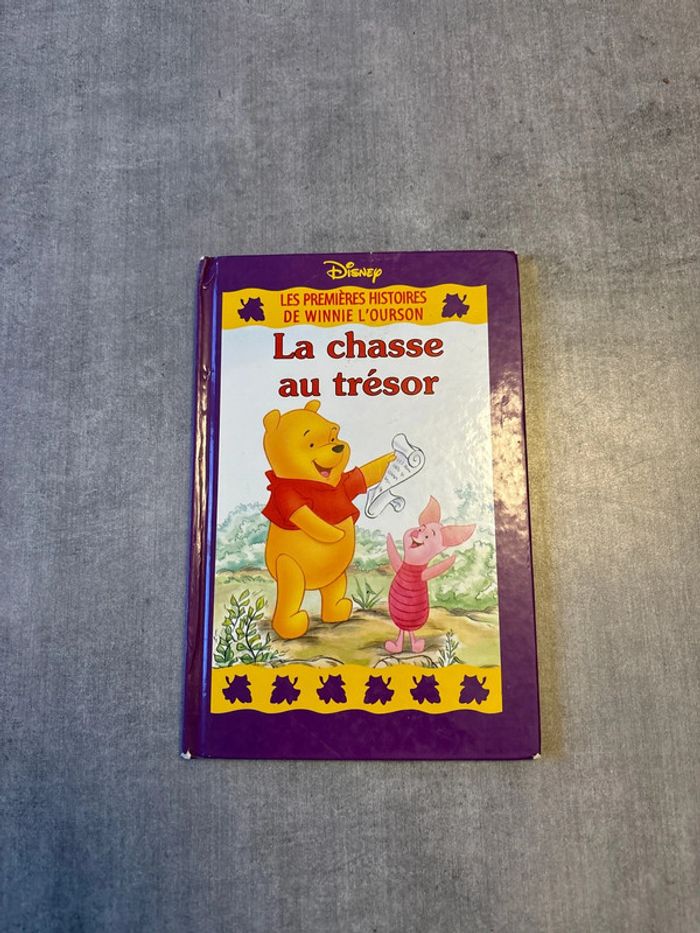 Disney
LES PREMIÈRES HISTOIRES
DE WINNIE L'OURSON
La chasse
au trésor